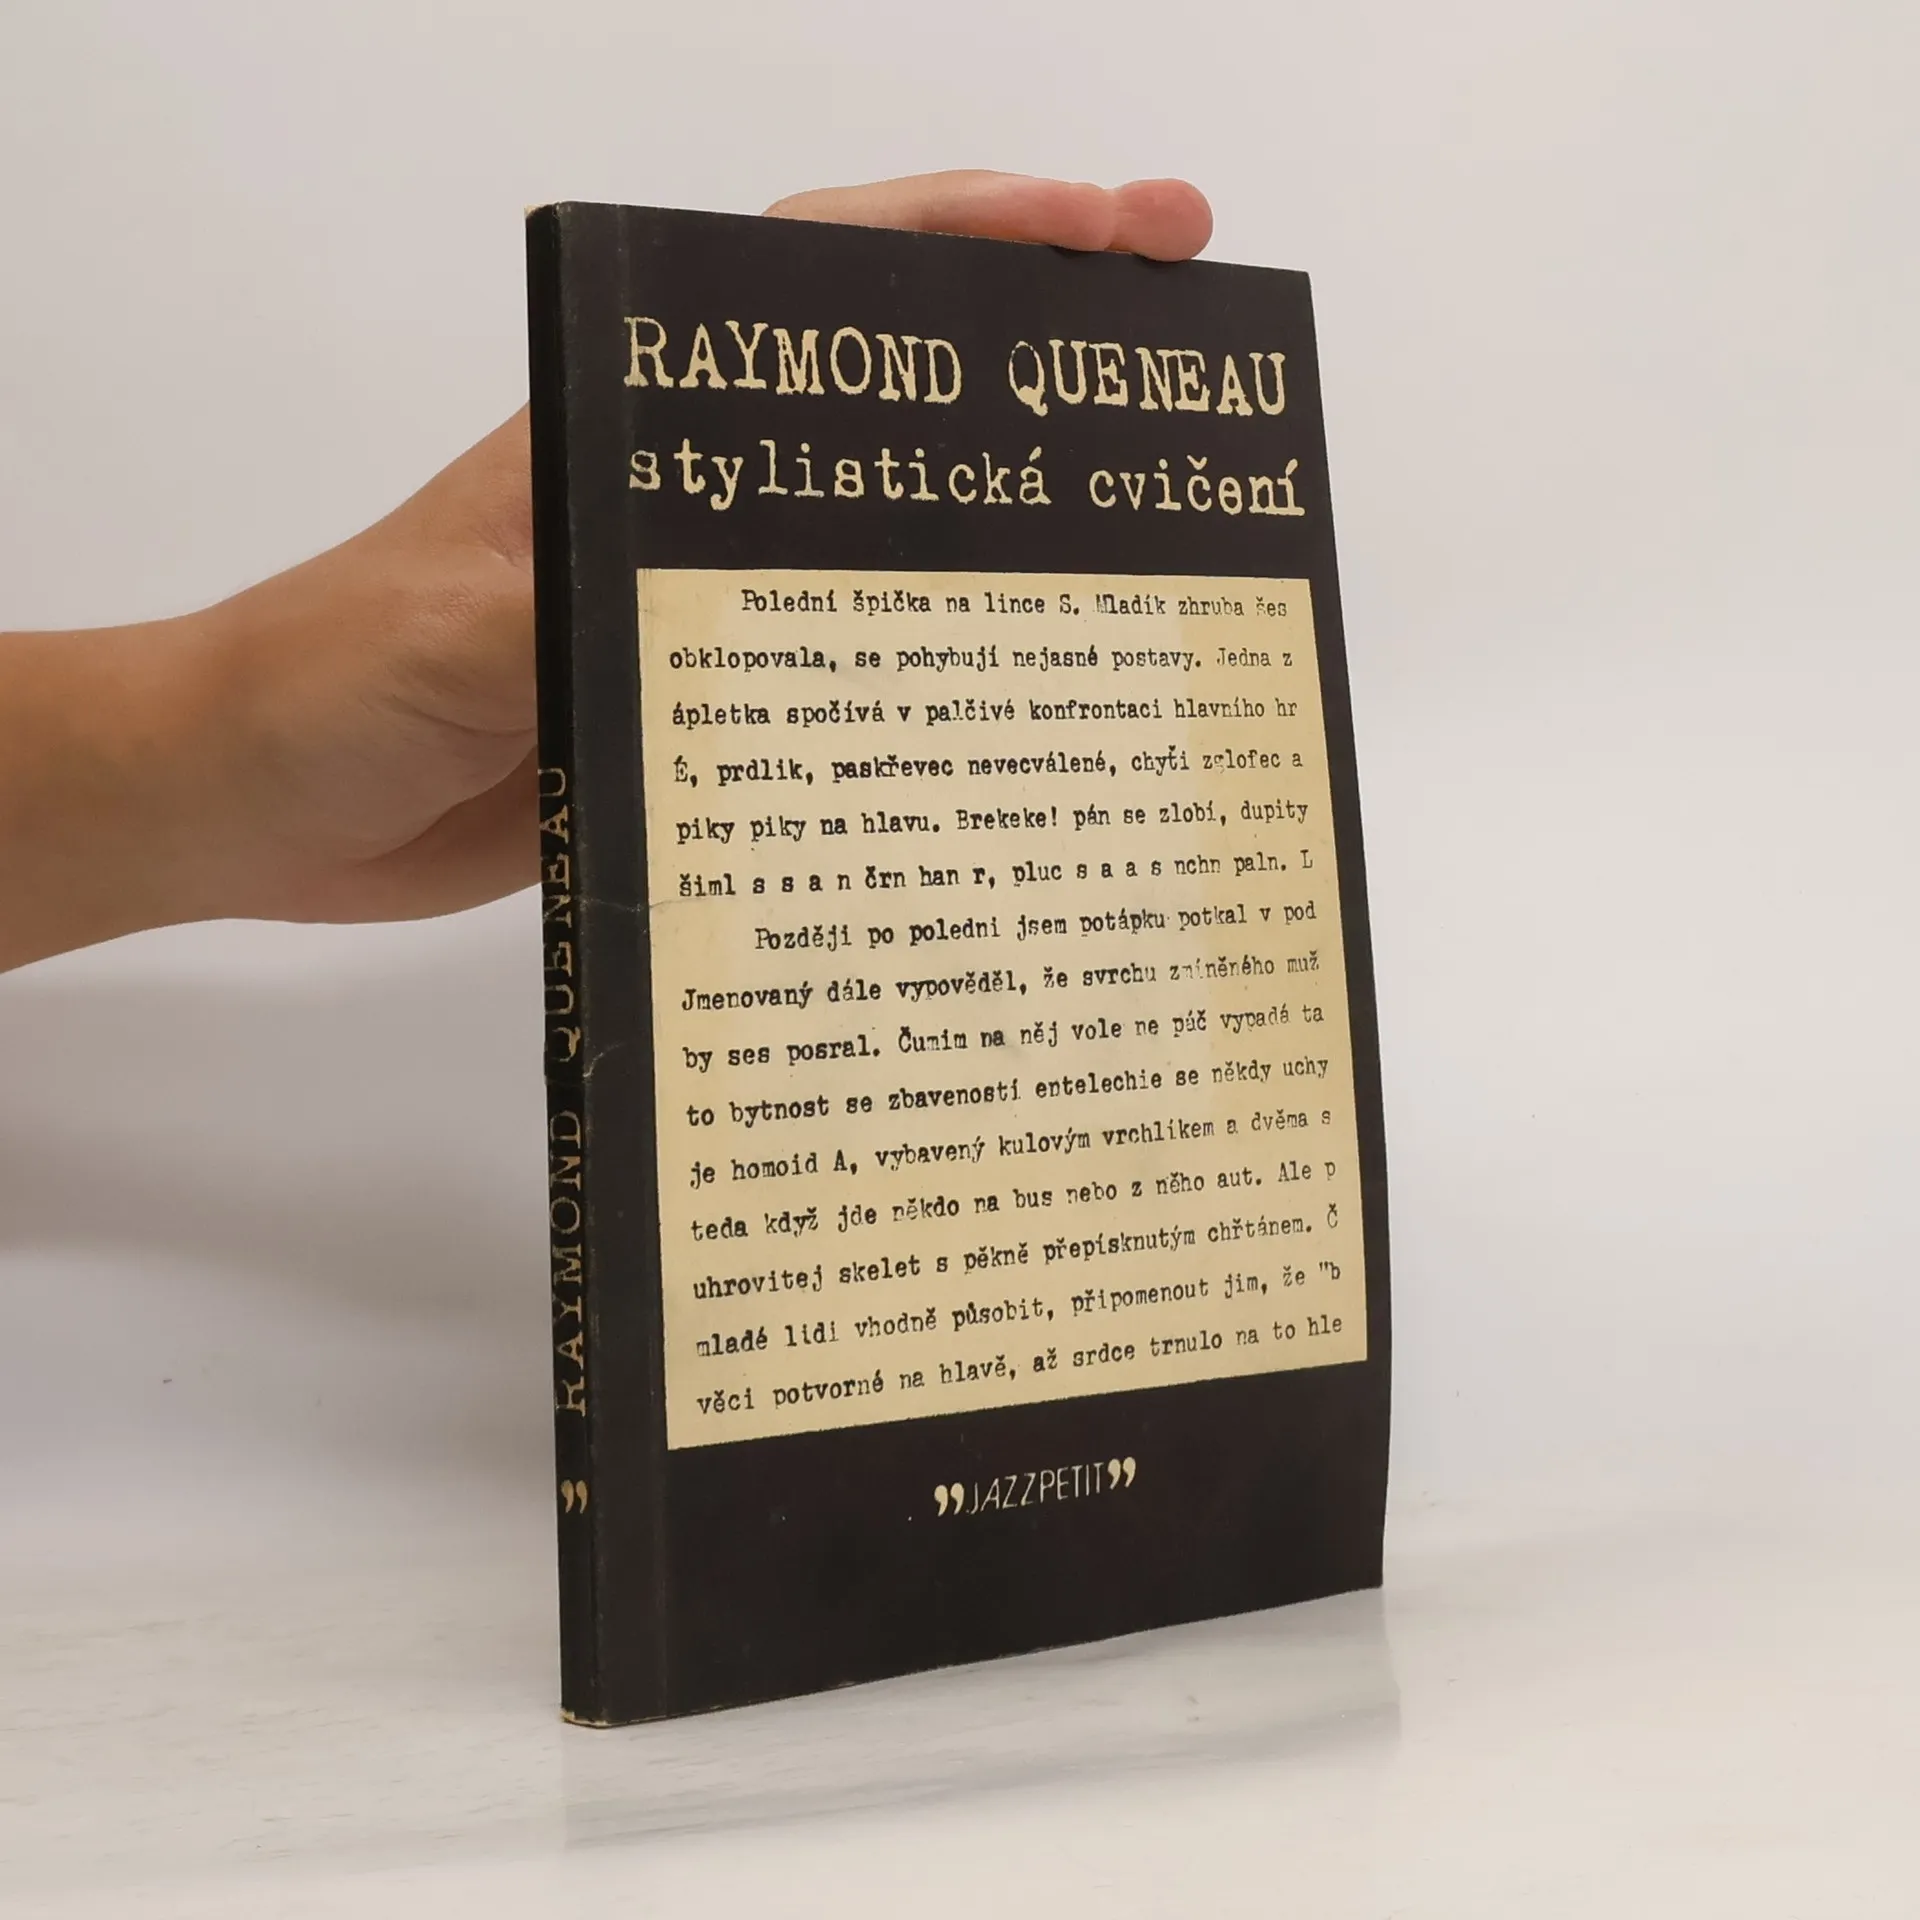 RAYMOND QUENEAU
stylistická cvičení
Polední špička na lince S. Mladík zhruba šes
obklopovala, se pohybují nejasné postavy. Jedna z
ápletka spočívá v palčivé konfrontaci hlavního hr
É, prdlik, paskřevec nevecválené, chyťi zglofec a
piky piky na hlavu. Brekeke! pán se zlobí, dupity
šiml s s a n črn han r, pluc s a a s nchn paln. L
Později po poledni jsem potápku potkal v pod
Jmenovaný dále vypověděl, že svrchu zmíněného muž
by ses posral. Čumim na něj vole ne páč vypadá ta
to bytnost se zbaveností entelechie se někdy uchy
je homoid A, vybavený kulovým vrchlíkem a dvěma s
teda když jde někdo na bus nebo z něho aut. Ale p
uhrovitej skelet s pěkně přepísknutým chřtánem. Č
mladé lidi vhodně působit, připomenout jim, že "b
věci potvorné na hlavě, až srdce trnulo na to hle
”JAZZPETIT”
” RAYMOND QUENEAU